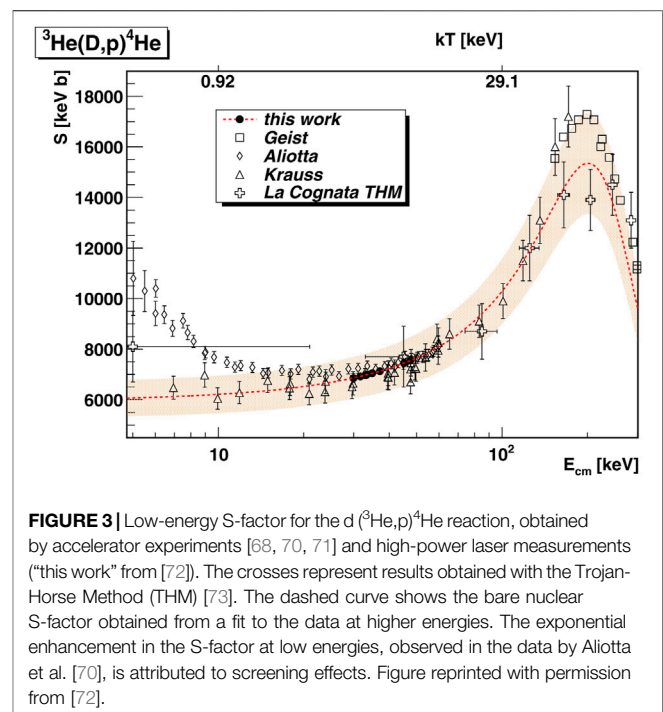 ³He(D,p)⁴He
kT [keV]
0.92
29.1
S [keV b]
18000
16000
14000
12000
10000
8000
6000
this work
Geist
Aliotta
Krauss
La Cognata THM
10
10²
E_cm [keV]
FIGURE 3 | Low-energy S-factor for the d (³He,p)⁴He reaction, obtained
by accelerator experiments [68, 70, 71] and high-power laser measurements
(“this work” from [72]). The crosses represent results obtained with the Trojan-
Horse Method (THM) [73]. The dashed curve shows the bare nuclear
S-factor obtained from a fit to the data at higher energies. The exponential
enhancement in the S-factor at low energies, observed in the data by Aliotta
et al. [70], is attributed to screening effects. Figure reprinted with permission
from [72].